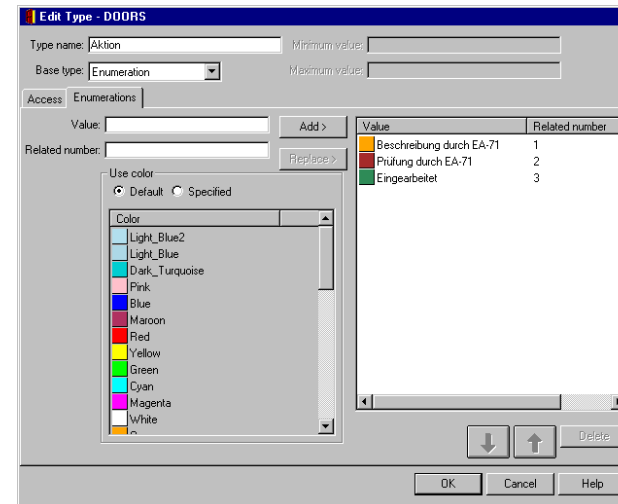 Edit Type - DOORS
Type name: Aktion
Minimum value:
Base type: Enumeration
Maximum value:
Access Enumerations
Value:
Add >
Related number:
Replace >
Use color
Default Specified
Color
Light_Blue2
Light_Blue
Dark_Turquoise
Pink
Blue
Maroon
Red
Yellow
Green
Cyan
Magenta
White
Value Related number
Beschreibung durch EA-71 1
Prüfung durch EA-71 2
Eingearbeitet 3
Delete
OK Cancel Help